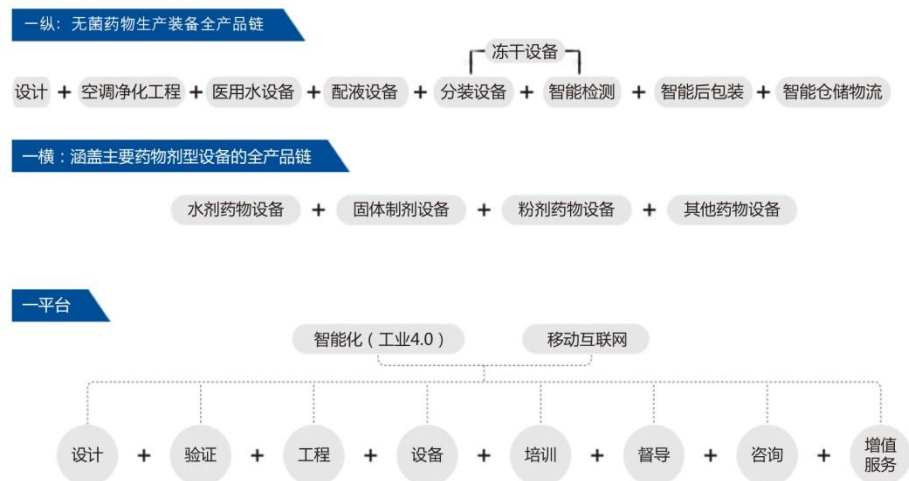 一纵：无菌药物生产装备全产品链
冻干设备
设计 + 空调净化工程 + 医用水设备 + 配液设备 + 分装设备 + 智能检测 + 智能后包装 + 智能仓储物流
一横：涵盖主要药物剂型设备的全产品链
水剂药物设备 + 固体制剂设备 + 粉剂药物设备 + 其他药物设备
一平台
智能化（工业4.0） 移动互联网
设计 + 验证 + 工程 + 设备 + 培训 + 督导 + 咨询 + 增值
服务